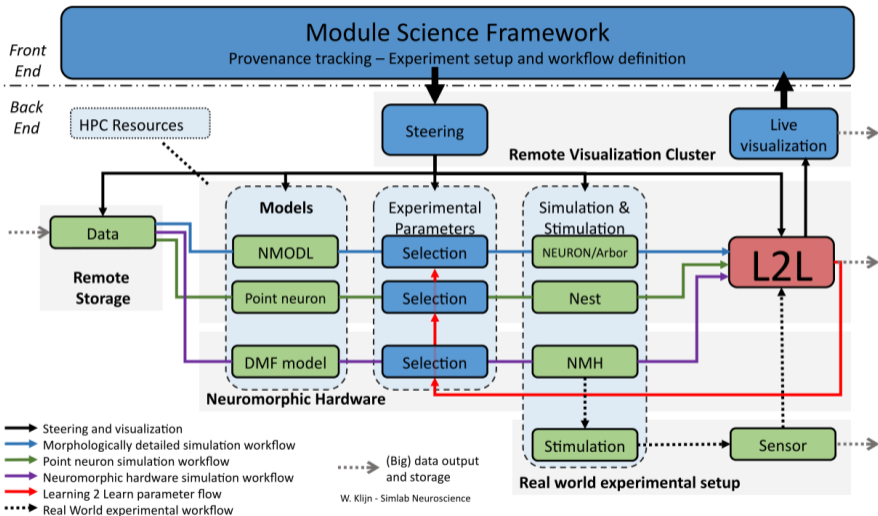 Module Science Framework
Provenance tracking – Experiment setup and workflow definition
Front
End
Back
End
HPC Resources
Steering
Live
visualization
Remote Visualization Cluster
Models
Experimental
Parameters
Simulation &
Stimulation
Data
NMODL
Selection
NEURON/Arbor
L2L
Remote
Storage
Point neuron
Selection
Nest
DMF model
Selection
NMH
Neuromorphic Hardware
Stimulation
Sensor
Real world experimental setup
Steering and visualization
Morphologically detailed simulation workflow
Point neuron simulation workflow
Neuromorphic hardware simulation workflow
Learning 2 Learn parameter flow
Real World experimental workflow
(Big) data output
and storage
W. Klijn - Simlab Neuroscience